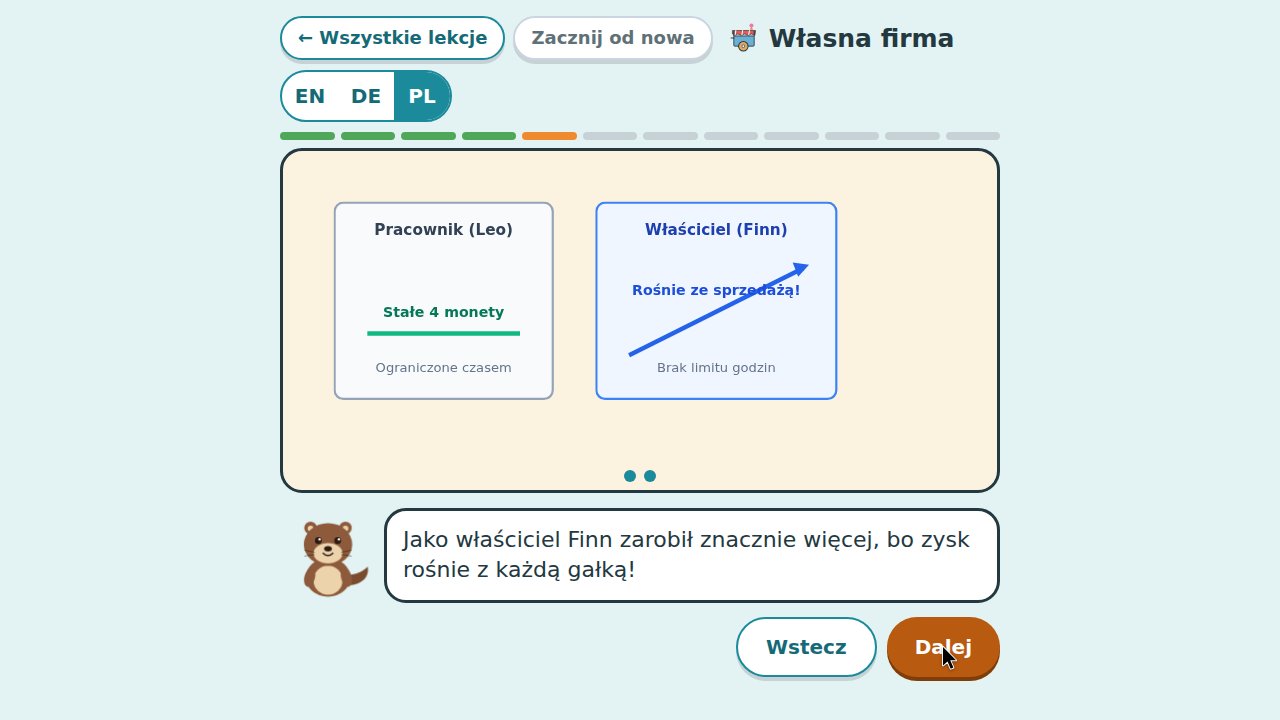 ← Wszystkie lekcje
Zacznij od nowa
Własna firma
EN DE PL
Pracownik (Leo)
Stałe 4 monety
Ograniczone czasem
Właściciel (Finn)
Rośnie ze sprzedażą!
Brak limitu godzin
Jako właściciel Finn zarobił znacznie więcej, bo zysk
rośnie z każdą gałką!
Wstecz
Dalej